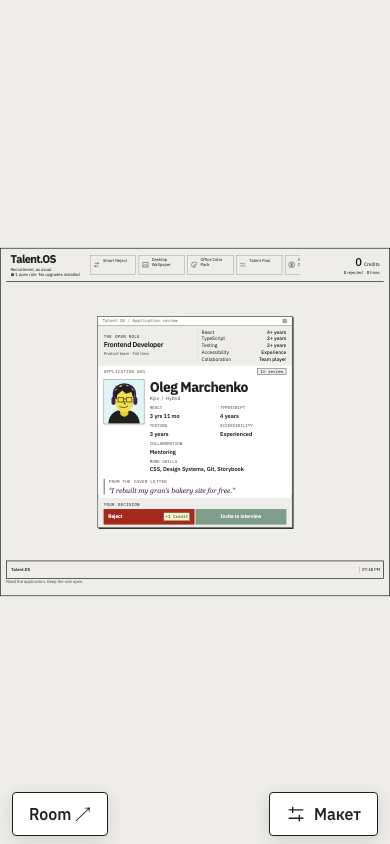 Talent.OS
Recruitment, as usual.
1 open role · No upgrades installed
Smart Reject
Desktop Wallpaper
Office Color Pack
Talent Pool
0 Credits
0 rejected 0 hires
Talent.OS / Application review
THE OPEN ROLE
Frontend Developer
Product team · Full time
React 4+ years
TypeScript 3+ years
Testing 2+ years
Accessibility Experience
Collaboration Team player
In review
Oleg Marchenko
Kyiv / Hybrid
REACT
3 yrs 11 mo
TYPESCRIPT
4 years
TESTING
3 years
ACCESSIBILITY
Experienced
COLLABORATION
Mentoring
MORE SKILLS
CSS, Design Systems, Git, Storybook
FROM THE COVER LETTER
"I rebuilt my gran's bakery site for free."
YOUR DECISION
Reject
+1 Credit
Invite to interview
Talent.OS
07:48 PM
Read the application. Keep the role open.
Room ↗
Макет